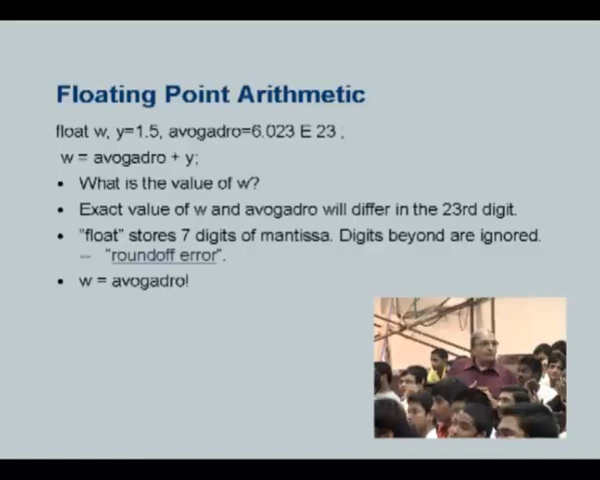 Floating Point Arithmetic
float w, y=1.5, avogadro=6.023 E 23 ;
w = avogadro + y;
• What is the value of w?
• Exact value of w and avogadro will differ in the 23rd digit.
• "float" stores 7 digits of mantissa. Digits beyond are ignored.
– "roundoff error".
• w = avogadro!